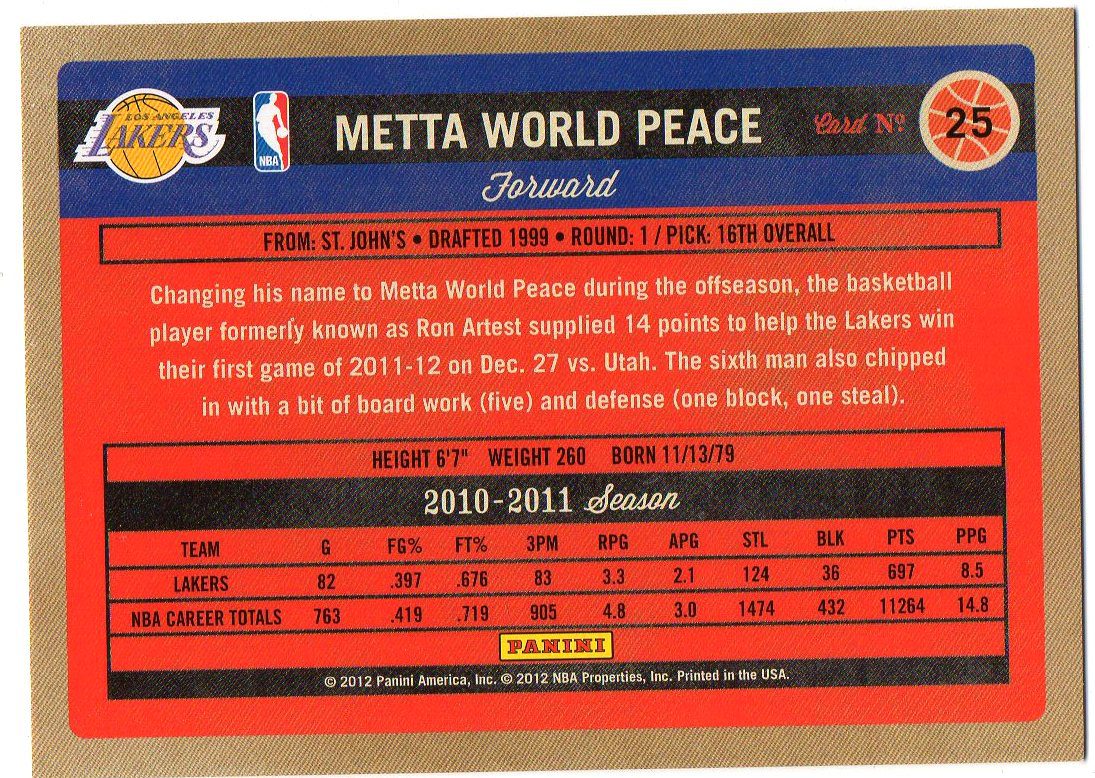 LOS ANGELES
LAKERS
NBA
METTA WORLD PEACE
Card Nº 25
Forward
FROM: ST. JOHN'S • DRAFTED 1999 • ROUND: 1 / PICK: 16TH OVERALL
Changing his name to Metta World Peace during the offseason, the basketball
player formerly known as Ron Artest supplied 14 points to help the Lakers win
their first game of 2011-12 on Dec. 27 vs. Utah. The sixth man also chipped
in with a bit of board work (five) and defense (one block, one steal).
HEIGHT 6'7" WEIGHT 260 BORN 11/13/79
2010-2011 Season
TEAM G FG% FT% 3PM RPG APG STL BLK PTS PPG
LAKERS 82 .397 .676 83 3.3 2.1 124 36 697 8.5
NBA CAREER TOTALS 763 .419 .719 905 4.8 3.0 1474 432 11264 14.8
PANINI
© 2012 Panini America, Inc. © 2012 NBA Properties, Inc. Printed in the USA.